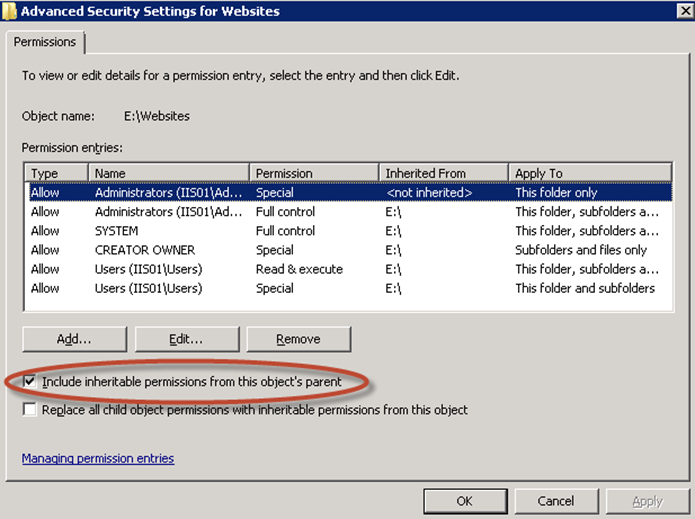 Advanced Security Settings for Websites
Permissions
To view or edit details for a permission entry, select the entry and then click Edit.
Object name: E:\Websites
Permission entries:
Type Name Permission Inherited From Apply To
Allow Administrators (IIS01\Ad... Special <not inherited> This folder only
Allow Administrators (IIS01\Ad... Full control E:\ This folder, subfolders a...
Allow SYSTEM Full control E:\ This folder, subfolders a...
Allow CREATOR OWNER Special E:\ Subfolders and files only
Allow Users (IIS01\Users) Read & execute E:\ This folder, subfolders a...
Allow Users (IIS01\Users) Special E:\ This folder and subfolders
Add... Edit... Remove
Include inheritable permissions from this object's parent
Replace all child object permissions with inheritable permissions from this object
Managing permission entries
OK Cancel Apply